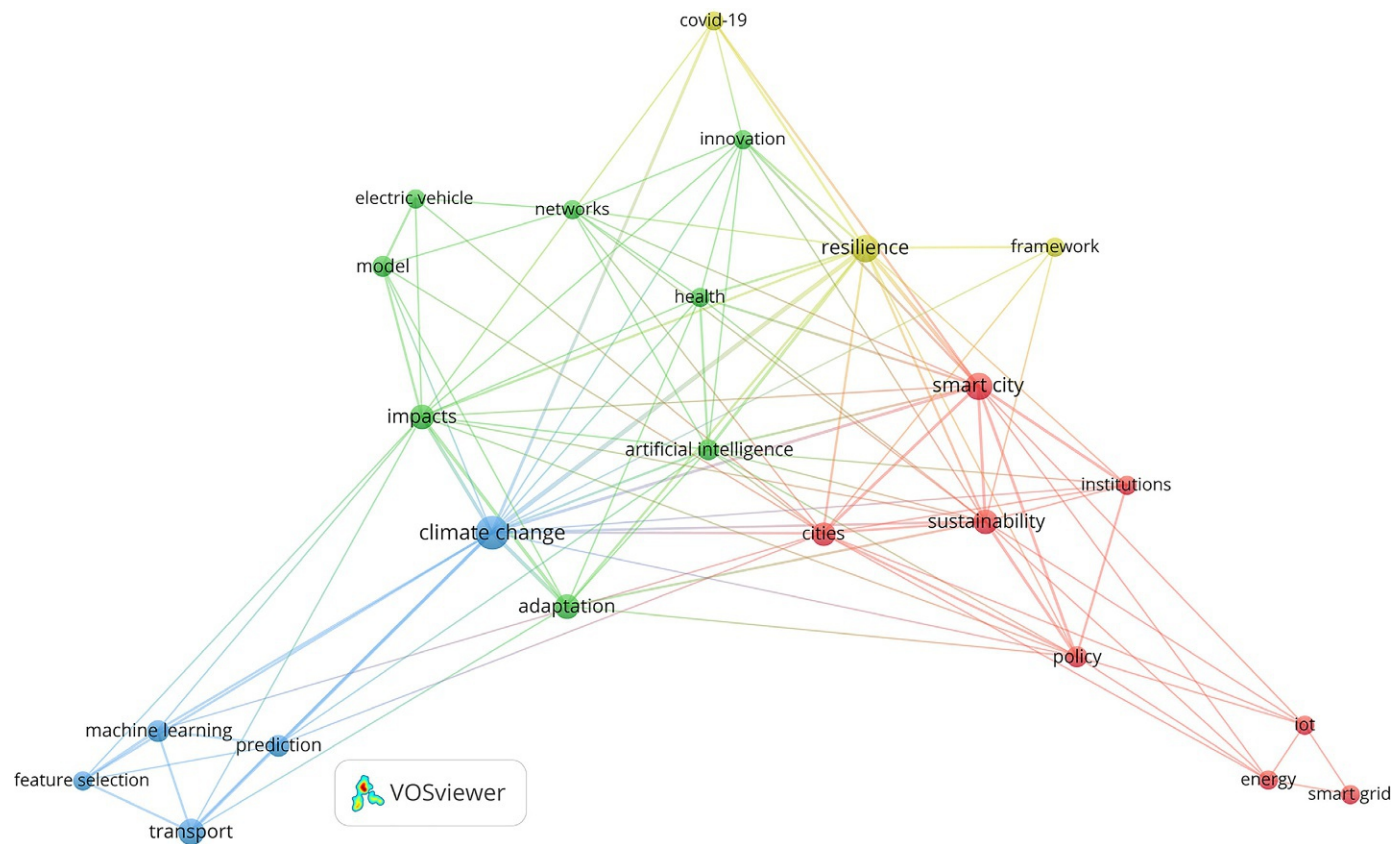 covid-19
innovation
electric vehicle
networks
resilience
framework
model
health
smart city
impacts
artificial intelligence
institutions
sustainability
climate change
cities
adaptation
policy
iot
machine learning
prediction
feature selection
energy
VOSviewer
smart grid
transport